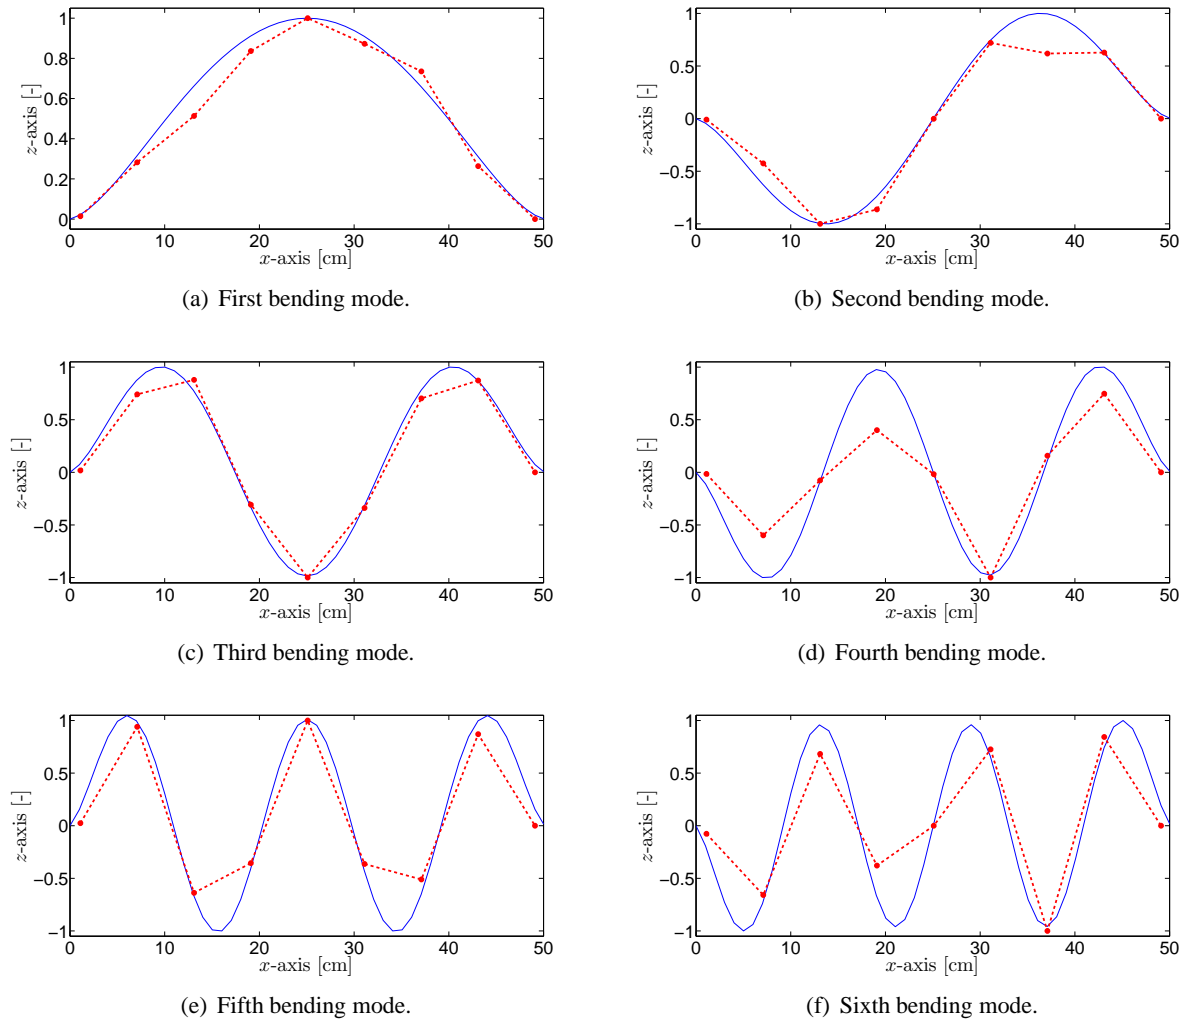 1
0.8
0.6
0.4
0.2
0
z-axis [-]
0 10 20 30 40 50
x-axis [cm]
(a) First bending mode.
1
0.5
0
−0.5
−1
z-axis [-]
0 10 20 30 40 50
x-axis [cm]
(b) Second bending mode.
1
0.5
0
−0.5
−1
z-axis [-]
0 10 20 30 40 50
x-axis [cm]
(c) Third bending mode.
1
0.5
0
−0.5
−1
z-axis [-]
0 10 20 30 40 50
x-axis [cm]
(d) Fourth bending mode.
1
0.5
0
−0.5
−1
z-axis [-]
0 10 20 30 40 50
x-axis [cm]
(e) Fifth bending mode.
1
0.5
0
−0.5
−1
z-axis [-]
0 10 20 30 40 50
x-axis [cm]
(f) Sixth bending mode.